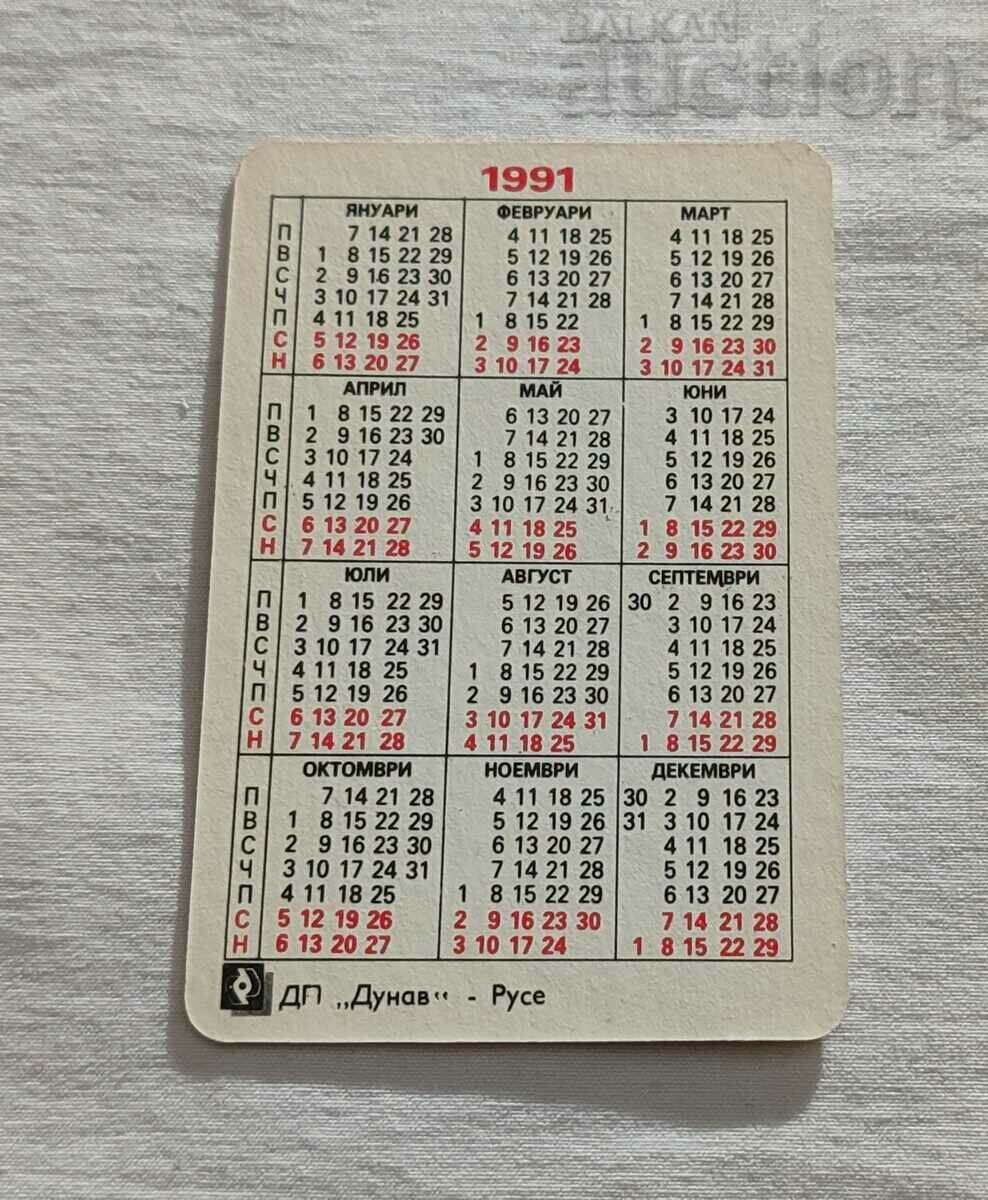 BALKAN
auction
1991
ЯНУАРИ ФЕВРУАРИ МАРТ
П 7 14 21 28 4 11 18 25 4 11 18 25
В 1 8 15 22 29 5 12 19 26 5 12 19 26
С 2 9 16 23 30 6 13 20 27 6 13 20 27
Ч 3 10 17 24 31 7 14 21 28 7 14 21 28
П 4 11 18 25 1 8 15 22 1 8 15 22 29
С 5 12 19 26 2 9 16 23 2 9 16 23 30
Н 6 13 20 27 3 10 17 24 3 10 17 24 31
АПРИЛ МАЙ ЮНИ
П 1 8 15 22 29 6 13 20 27 3 10 17 24
В 2 9 16 23 30 7 14 21 28 4 11 18 25
С 3 10 17 24 1 8 15 22 29 5 12 19 26
Ч 4 11 18 25 2 9 16 23 30 6 13 20 27
П 5 12 19 26 3 10 17 24 31 7 14 21 28
С 6 13 20 27 4 11 18 25 1 8 15 22 29
Н 7 14 21 28 5 12 19 26 2 9 16 23 30
ЮЛИ АВГУСТ СЕПТЕМВРИ
П 1 8 15 22 29 5 12 19 26 30 2 9 16 23
В 2 9 16 23 30 6 13 20 27 3 10 17 24
С 3 10 17 24 31 7 14 21 28 4 11 18 25
Ч 4 11 18 25 1 8 15 22 29 5 12 19 26
П 5 12 19 26 2 9 16 23 30 6 13 20 27
С 6 13 20 27 3 10 17 24 31 7 14 21 28
Н 7 14 21 28 4 11 18 25 1 8 15 22 29
ОКТОМВРИ НОЕМВРИ ДЕКЕМВРИ
П 7 14 21 28 4 11 18 25 30 2 9 16 23
В 1 8 15 22 29 5 12 19 26 31 3 10 17 24
С 2 9 16 23 30 6 13 20 27 4 11 18 25
Ч 3 10 17 24 31 7 14 21 28 5 12 19 26
П 4 11 18 25 1 8 15 22 29 6 13 20 27
С 5 12 19 26 2 9 16 23 30 7 14 21 28
Н 6 13 20 27 3 10 17 24 1 8 15 22 29
ДП „Дунав“ - Русе